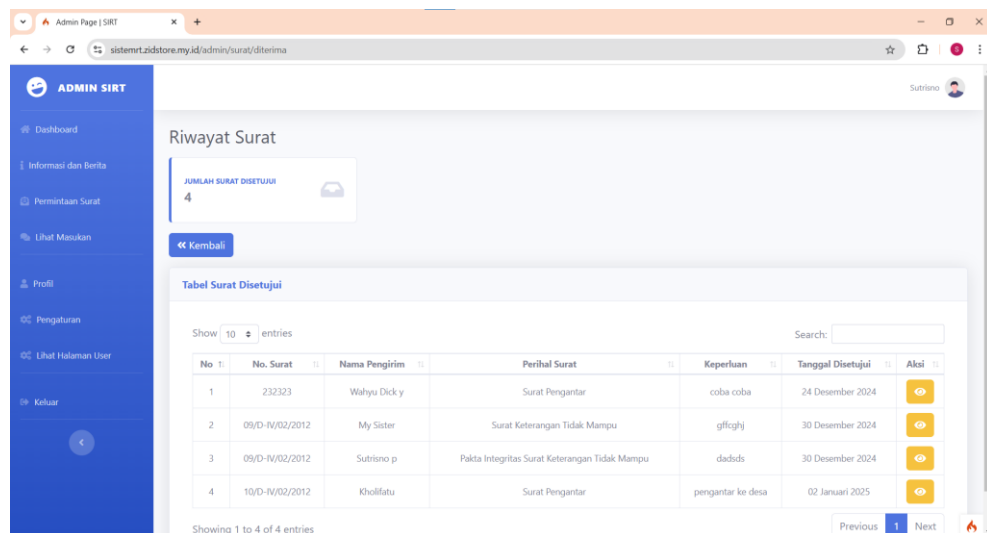 Admin Page | SIRT
sistemrt.zidstore.my.id/admin/surat/diterima
S
ADMIN SIRT
Sutrisno
Dashboard
Informasi dan Berita
Permintaan Surat
Lihat Masukan
Profil
Pengaturan
Lihat Halaman User
Keluar
Riwayat Surat
JUMLAH SURAT DISETUJUI
4
Kembali
Tabel Surat Disetujui
Show 10 entries
Search:
No No. Surat Nama Pengirim Perihal Surat Keperluan Tanggal Disetujui Aksi
1 232323 Wahyu Dick y Surat Pengantar coba coba 24 Desember 2024
2 09/D-IV/02/2012 My Sister Surat Keterangan Tidak Mampu gffcghj 30 Desember 2024
3 09/D-IV/02/2012 Sutrisno p Pakta Integritas Surat Keterangan Tidak Mampu dadsds 30 Desember 2024
4 10/D-IV/02/2012 Kholifatu Surat Pengantar pengantar ke desa 02 Januari 2025
Showing 1 to 4 of 4 entries
Previous 1 Next